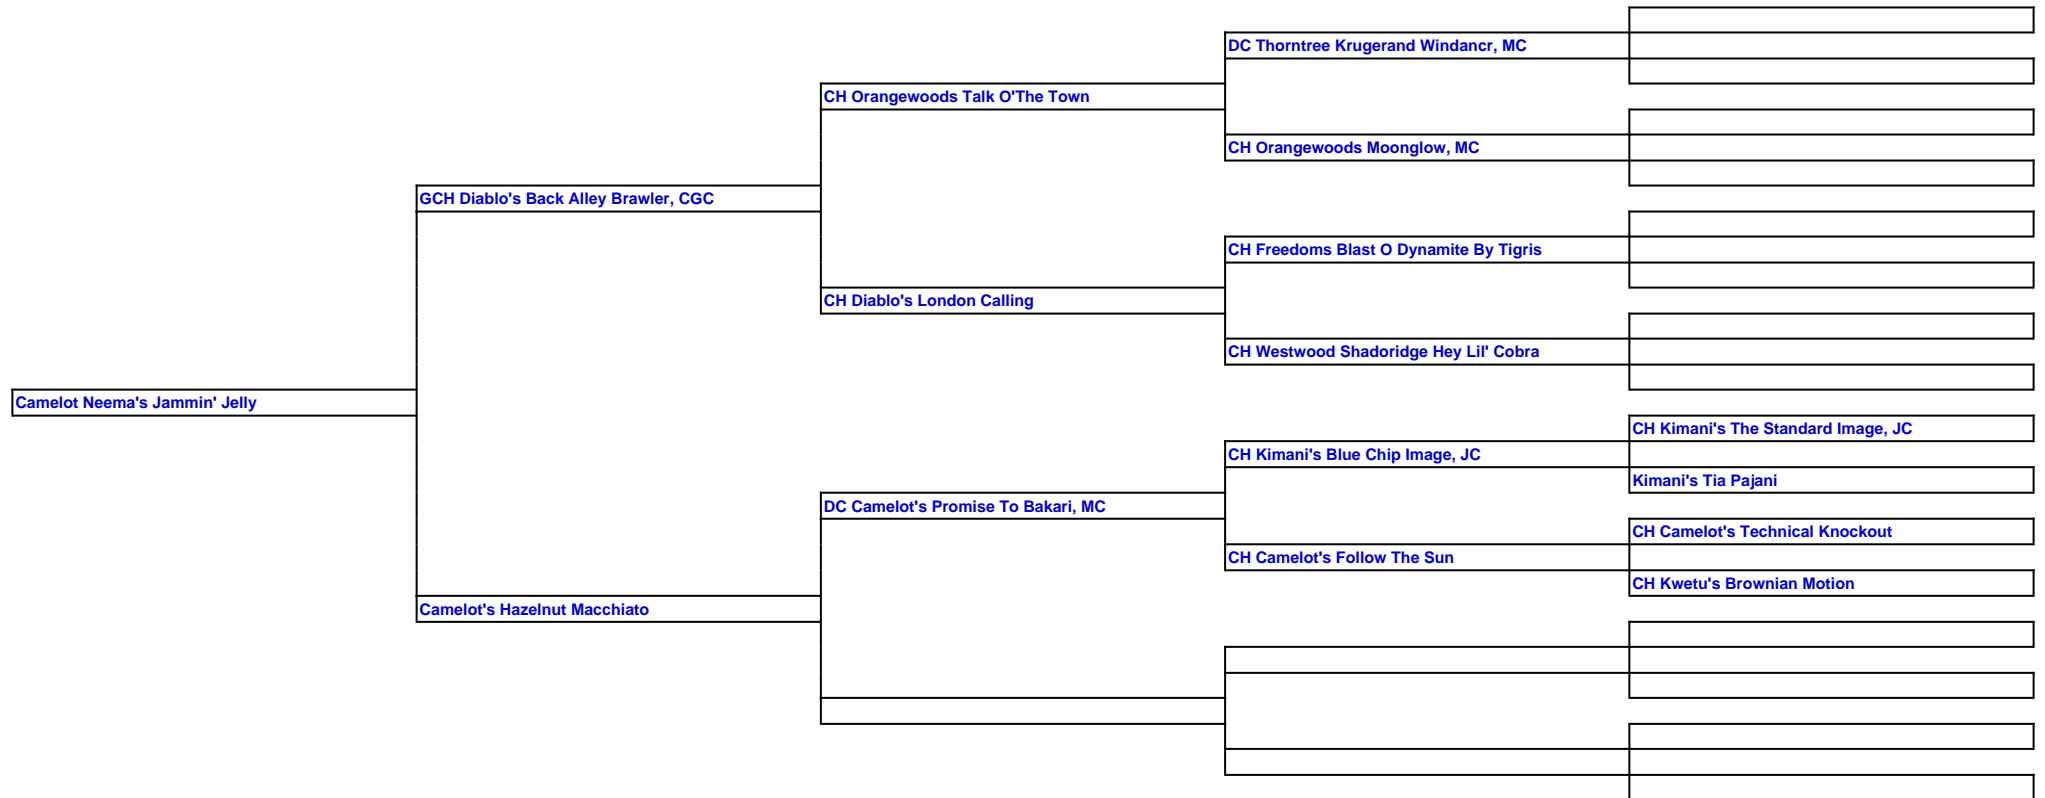 DC Thorntree Krugerand Windancr, MC
CH Orangewoods Talk O'The Town
CH Orangewoods Moonglow, MC
GCH Diablo's Back Alley Brawler, CGC
CH Freedoms Blast O Dynamite By Tigris
CH Diablo's London Calling
CH Westwood Shadoridge Hey Lil' Cobra
Camelot Neema's Jammin' Jelly
CH Kimani's The Standard Image, JC
CH Kimani's Blue Chip Image, JC
Kimani's Tia Pajani
DC Camelot's Promise To Bakari, MC
CH Camelot's Technical Knockout
CH Camelot's Follow The Sun
CH Kwetu's Brownian Motion
Camelot's Hazelnut Macchiato